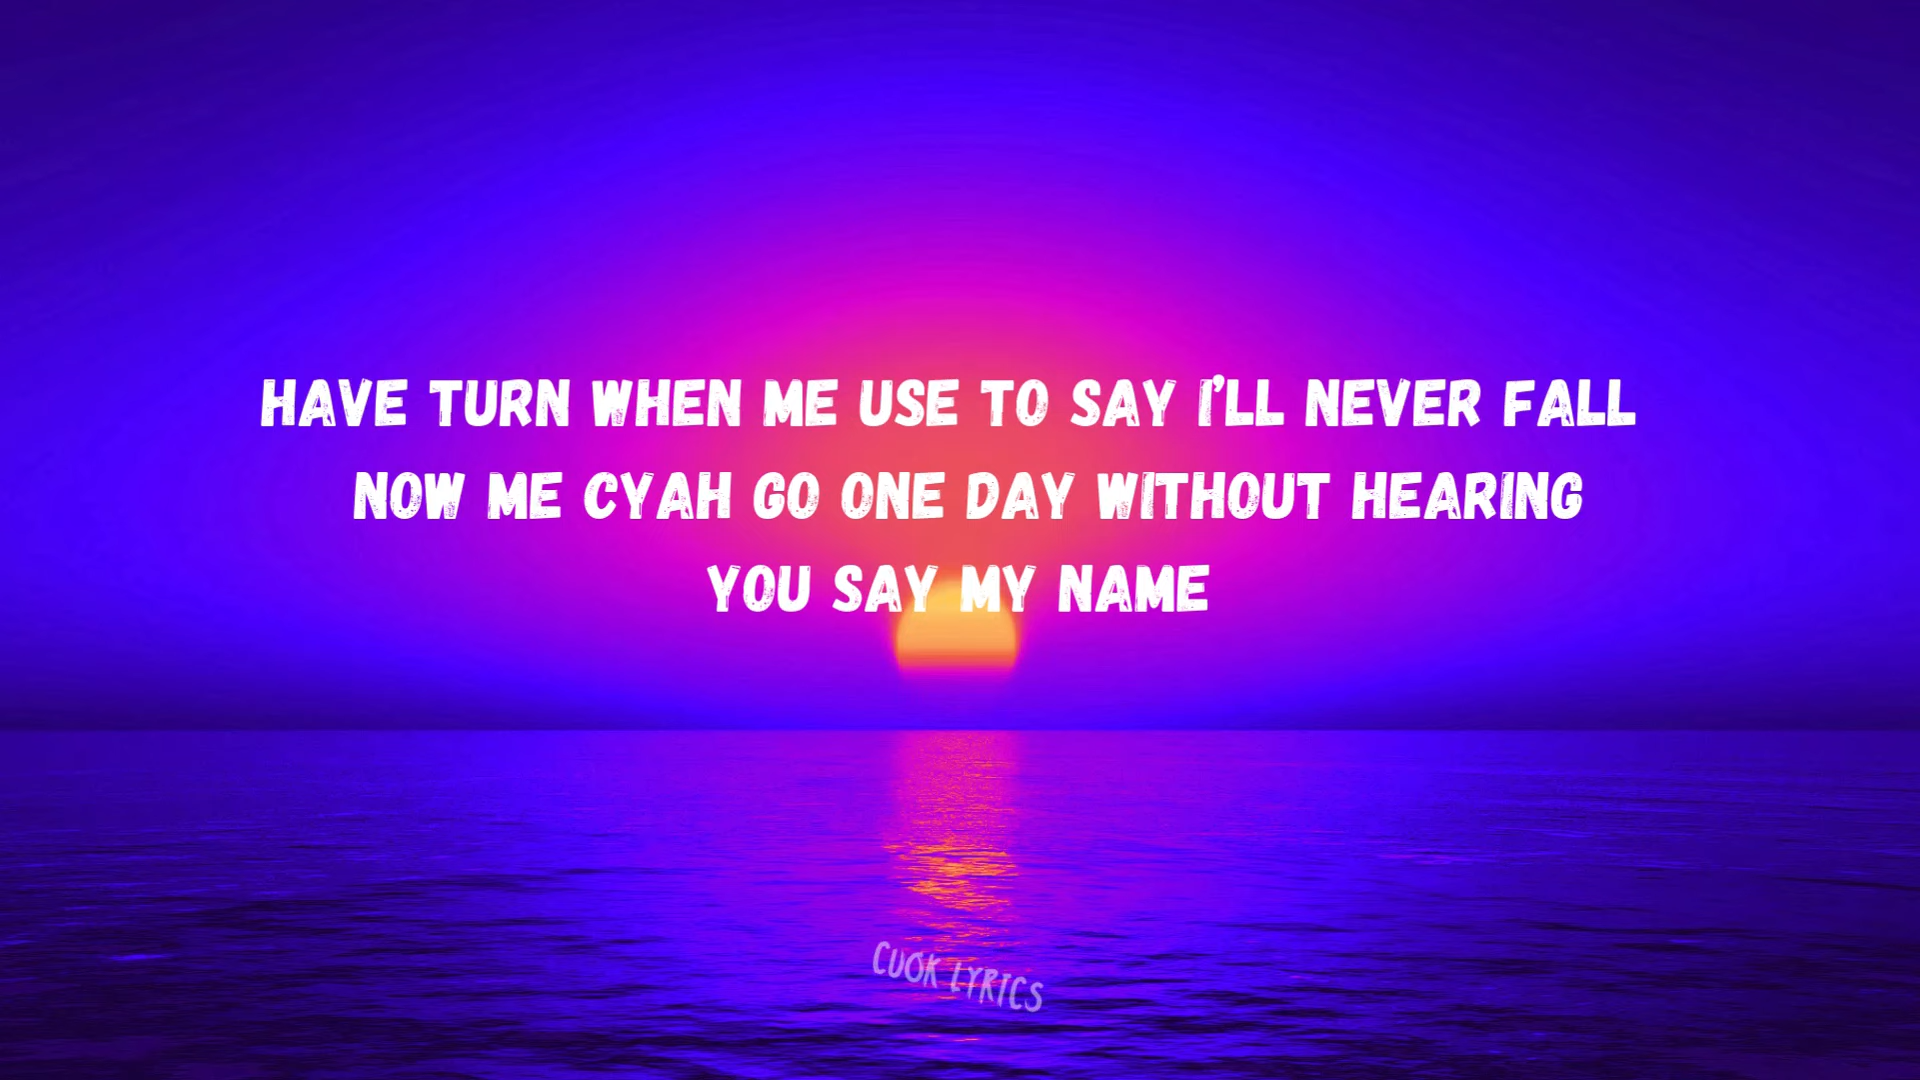 HAVE TURN WHEN ME USE TO SAY I'LL NEVER FALL
NOW ME CYAH GO ONE DAY WITHOUT HEARING
YOU SAY MY NAME
CUOK LYRICS